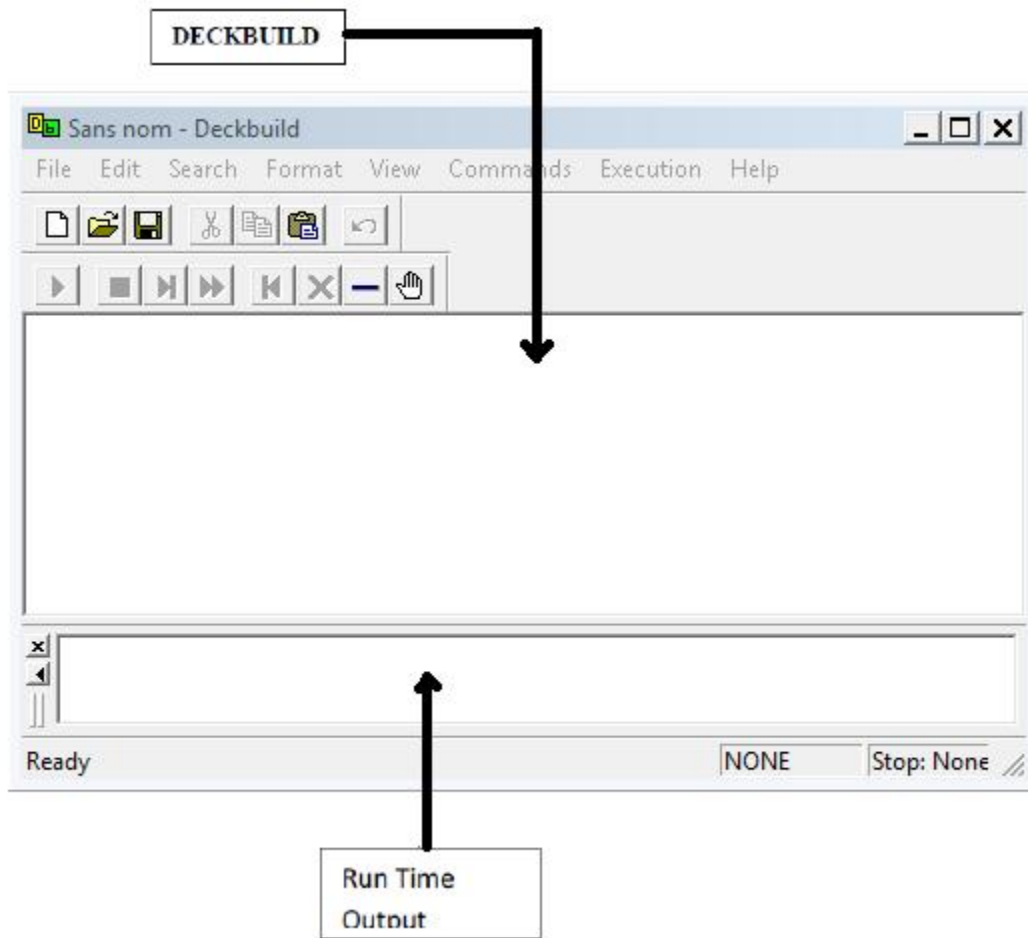 DECKBUILD
Sans nom - Deckbuild
File Edit Search Format View Commands Execution Help
Ready NONE Stop: None
Run Time
Output